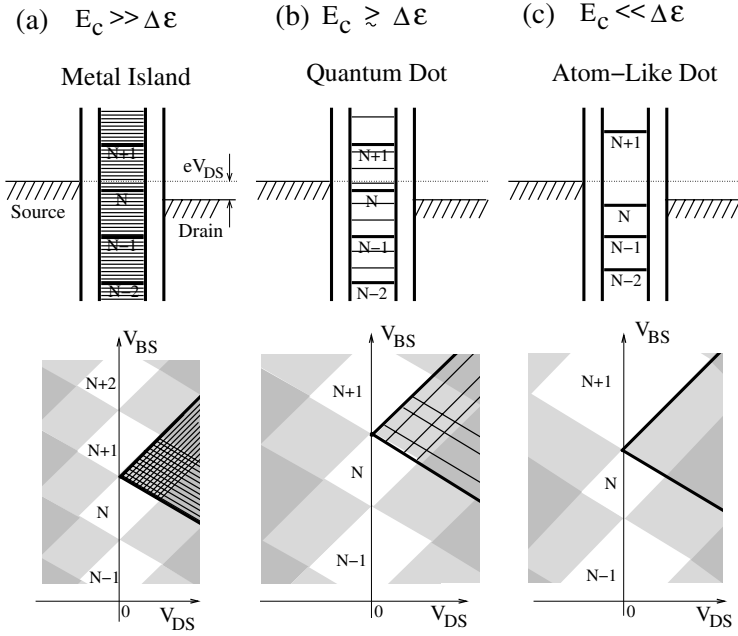 (a) E_c >> Δε
Metal Island
N+1
N
N−1
N−2
Source
eV_DS
Drain
V_BS
N+2
N+1
N
N−1
0
V_DS
(b) E_c ≳ Δε
Quantum Dot
N+1
N
N−1
N−2
V_BS
N+1
N
N−1
0
V_DS
(c) E_c << Δε
Atom−Like Dot
N+1
N
N−1
N−2
V_BS
N+1
N
N−1
0
V_DS